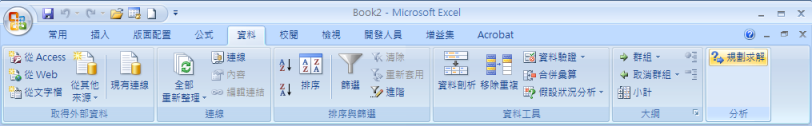 Book2 - Microsoft Excel
常用 插入 版面配置 公式 資料 校閱 檢視 開發人員 增益集 Acrobat
從 Access
從 Web
從文字檔
從其他
來源
現有連線
取得外部資料
全部
重新整理
連線
內容
編輯連結
連線
排序
篩選
清除
重新套用
進階
排序與篩選
資料剖析
移除重複
資料驗證
合併彙算
假設狀況分析
資料工具
群組
取消群組
小計
大綱
規劃求解
分析